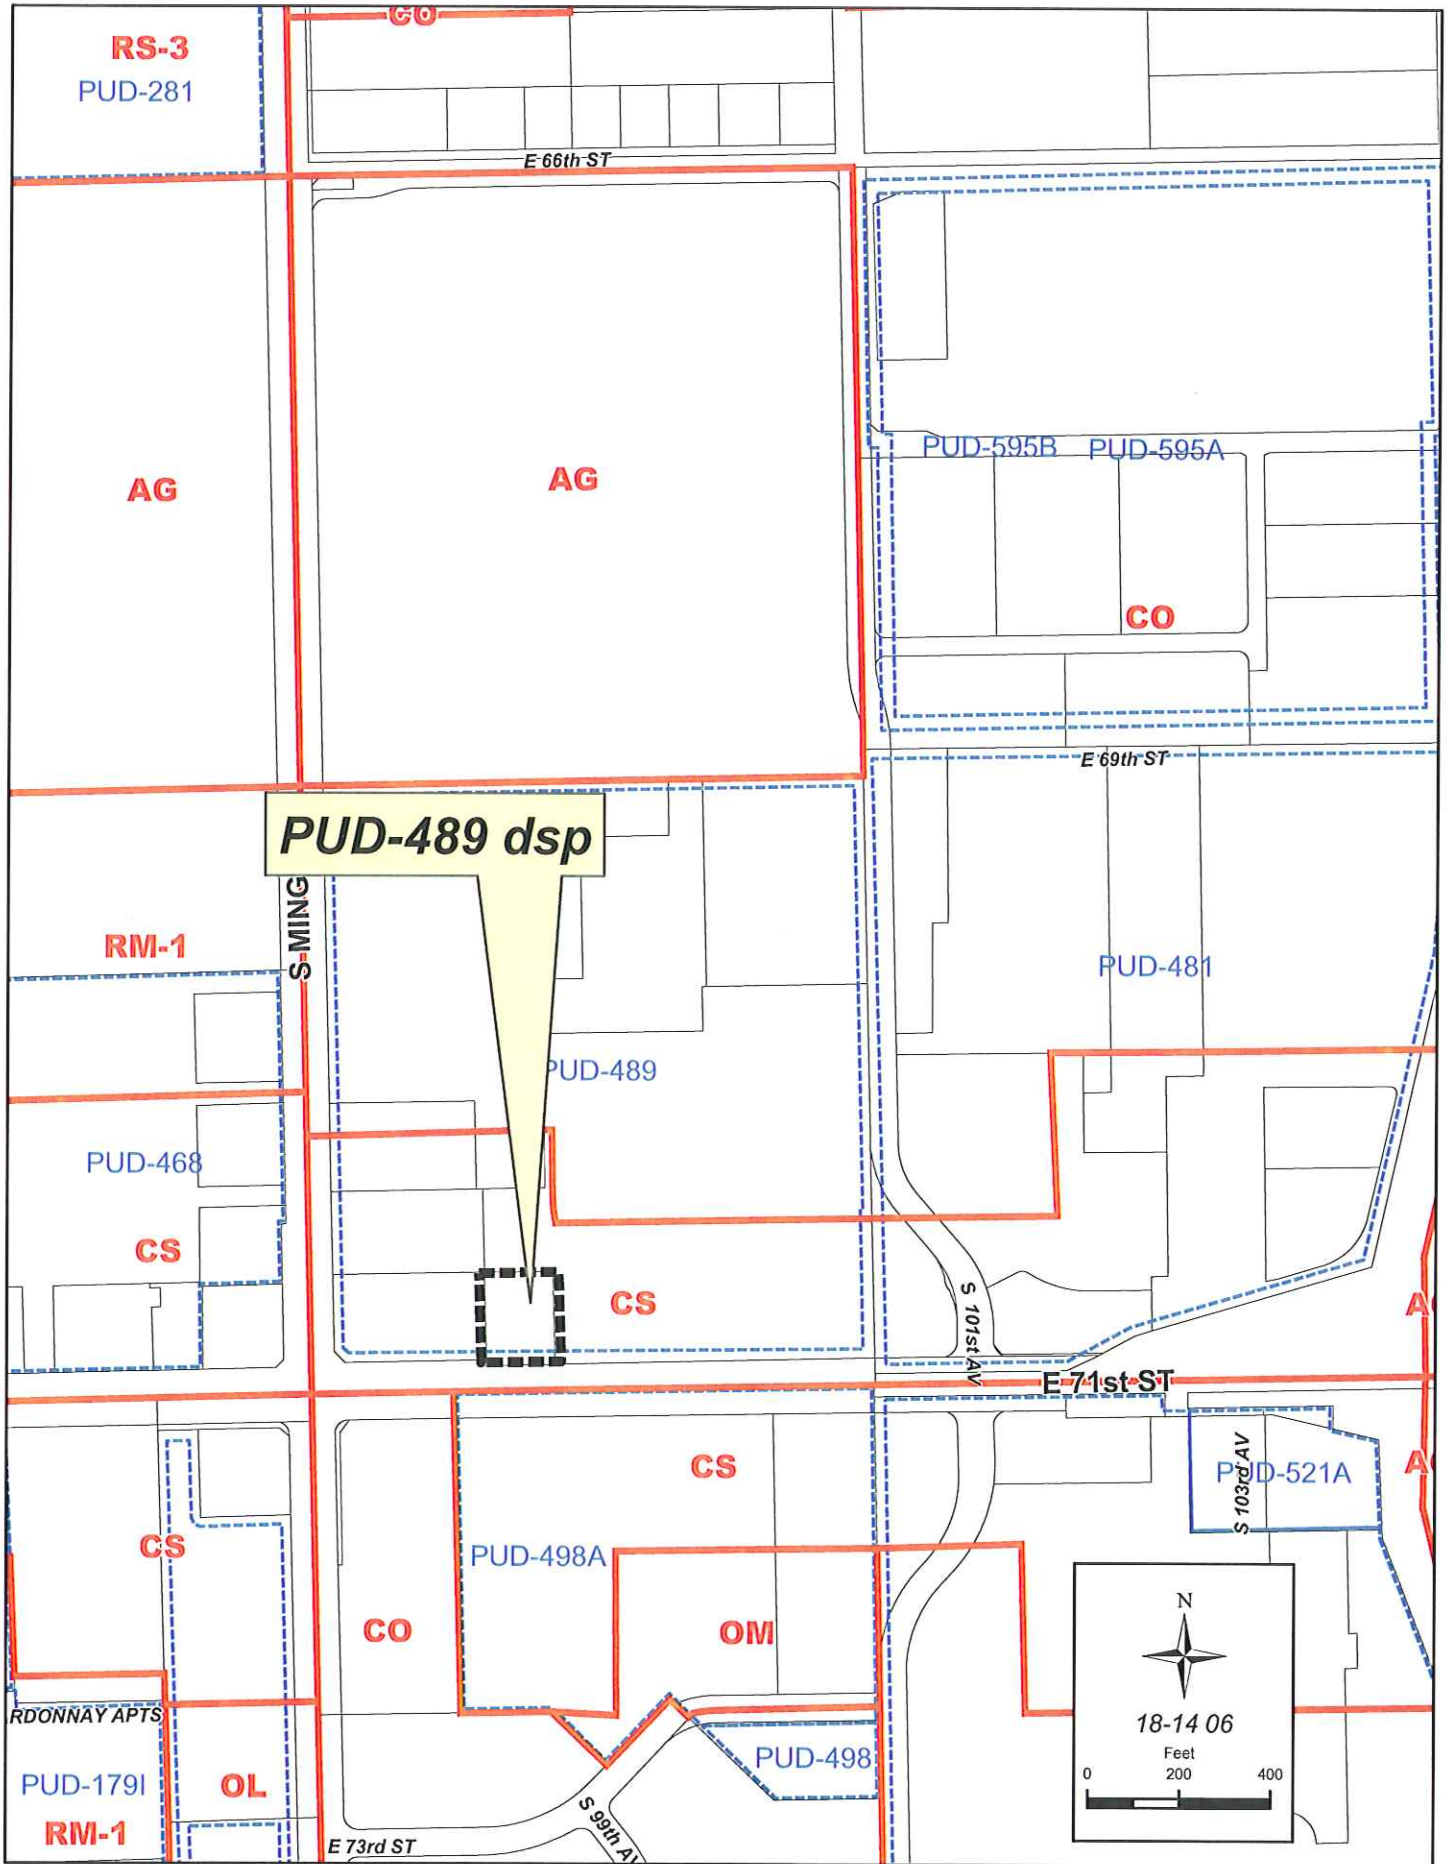 CO
RS-3
PUD-281
E 66th ST
PUD-595B PUD-595A
AG
AG
CO
E 69th ST
PUD-489 dsp
S MING
RM-1
PUD-481
PUD-489
PUD-468
CS
CS
S 101st AV
E 71st ST
CS
PUD-521A
S 103rd AV
CS
PUD-498A
CO
OM
N
18-14 06
Feet
0 200 400
RDONNAY APTS
PUD-179I
OL
PUD-498
RM-1
E 73rd ST
S 99th AV